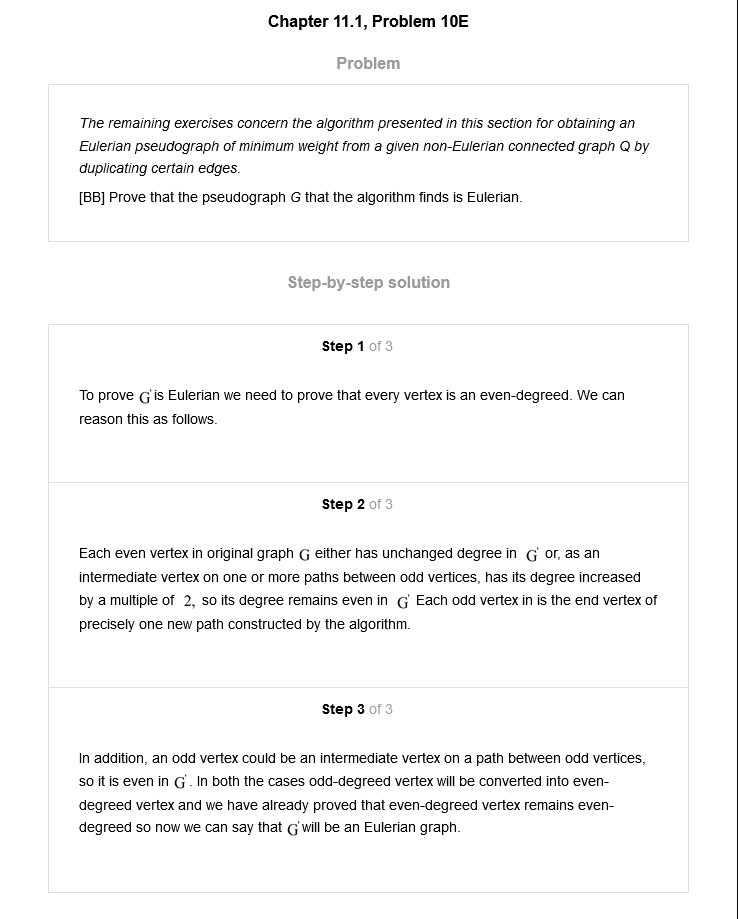 Chapter 11.1, Problem 10E
Problem
The remaining exercises concern the algorithm presented in this section for obtaining an
Eulerian pseudograph of minimum weight from a given non-Eulerian connected graph Q by
duplicating certain edges.
[BB] Prove that the pseudograph G that the algorithm finds is Eulerian.
Step-by-step solution
Step 1 of 3
To prove G' is Eulerian we need to prove that every vertex is an even-degreed. We can
reason this as follows.
Step 2 of 3
Each even vertex in original graph G either has unchanged degree in G' or, as an
intermediate vertex on one or more paths between odd vertices, has its degree increased
by a multiple of 2, so its degree remains even in G' Each odd vertex in is the end vertex of
precisely one new path constructed by the algorithm.
Step 3 of 3
In addition, an odd vertex could be an intermediate vertex on a path between odd vertices,
so it is even in G'. In both the cases odd-degreed vertex will be converted into even-
degreed vertex and we have already proved that even-degreed vertex remains even-
degreed so now we can say that G' will be an Eulerian graph.